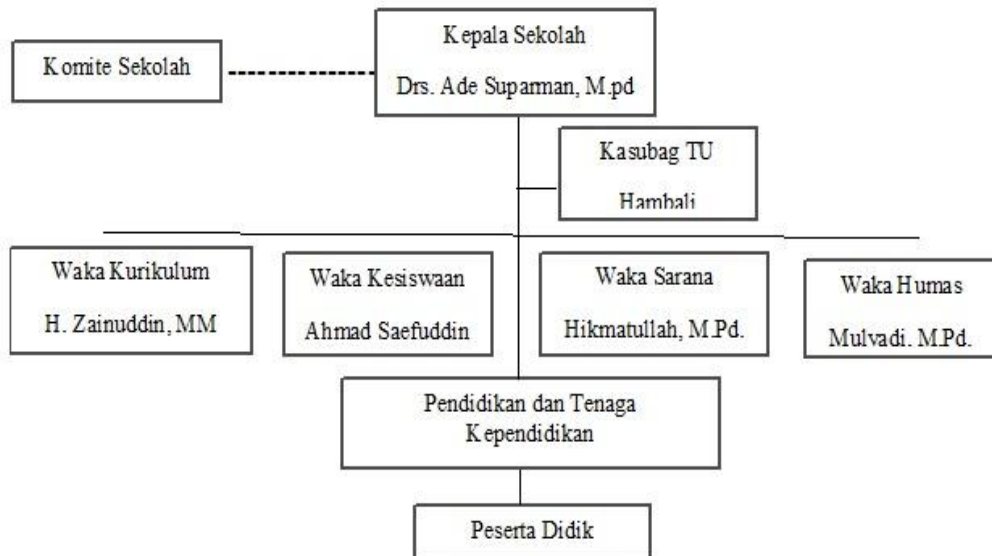 Kepala Sekolah
Drs. Ade Suparman, M.pd
Komite Sekolah
Kasubag TU
Hambali
Waka Kurikulum
H. Zainuddin, MM
Waka Kesiswaan
Ahmad Saefuddin
Waka Sarana
Hikmatullah, M.Pd.
Waka Humas
Mulyadi. M.Pd.
Pendidikan dan Tenaga
Kependidikan
Peserta Didik